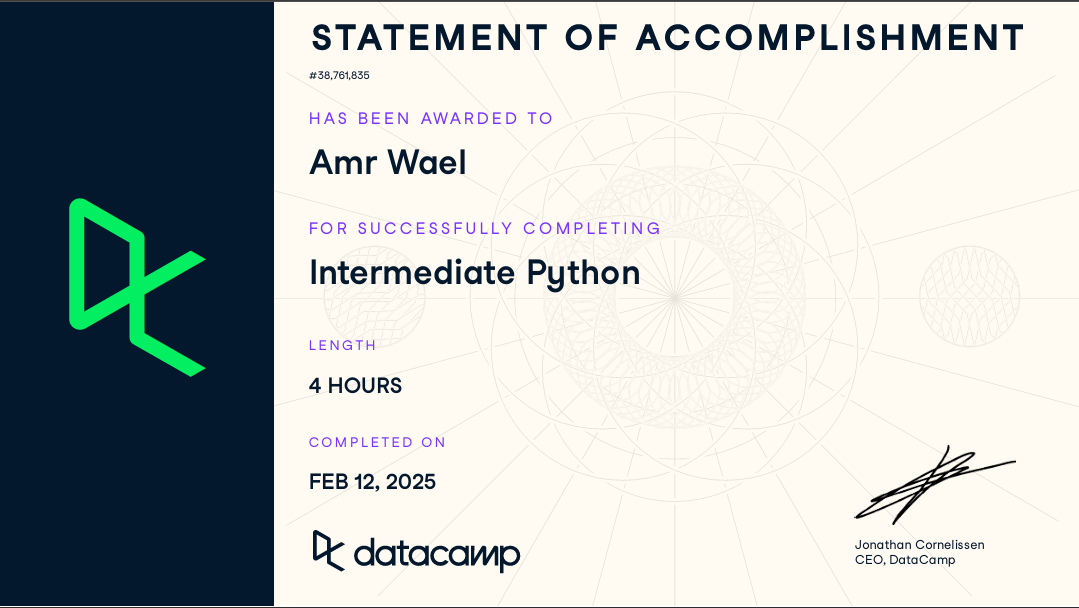 STATEMENT OF ACCOMPLISHMENT
#38,761,835
HAS BEEN AWARDED TO
Amr Wael
FOR SUCCESSFULLY COMPLETING
Intermediate Python
LENGTH
4 HOURS
COMPLETED ON
FEB 12, 2025
datacamp
Jonathan Cornelissen
CEO, DataCamp